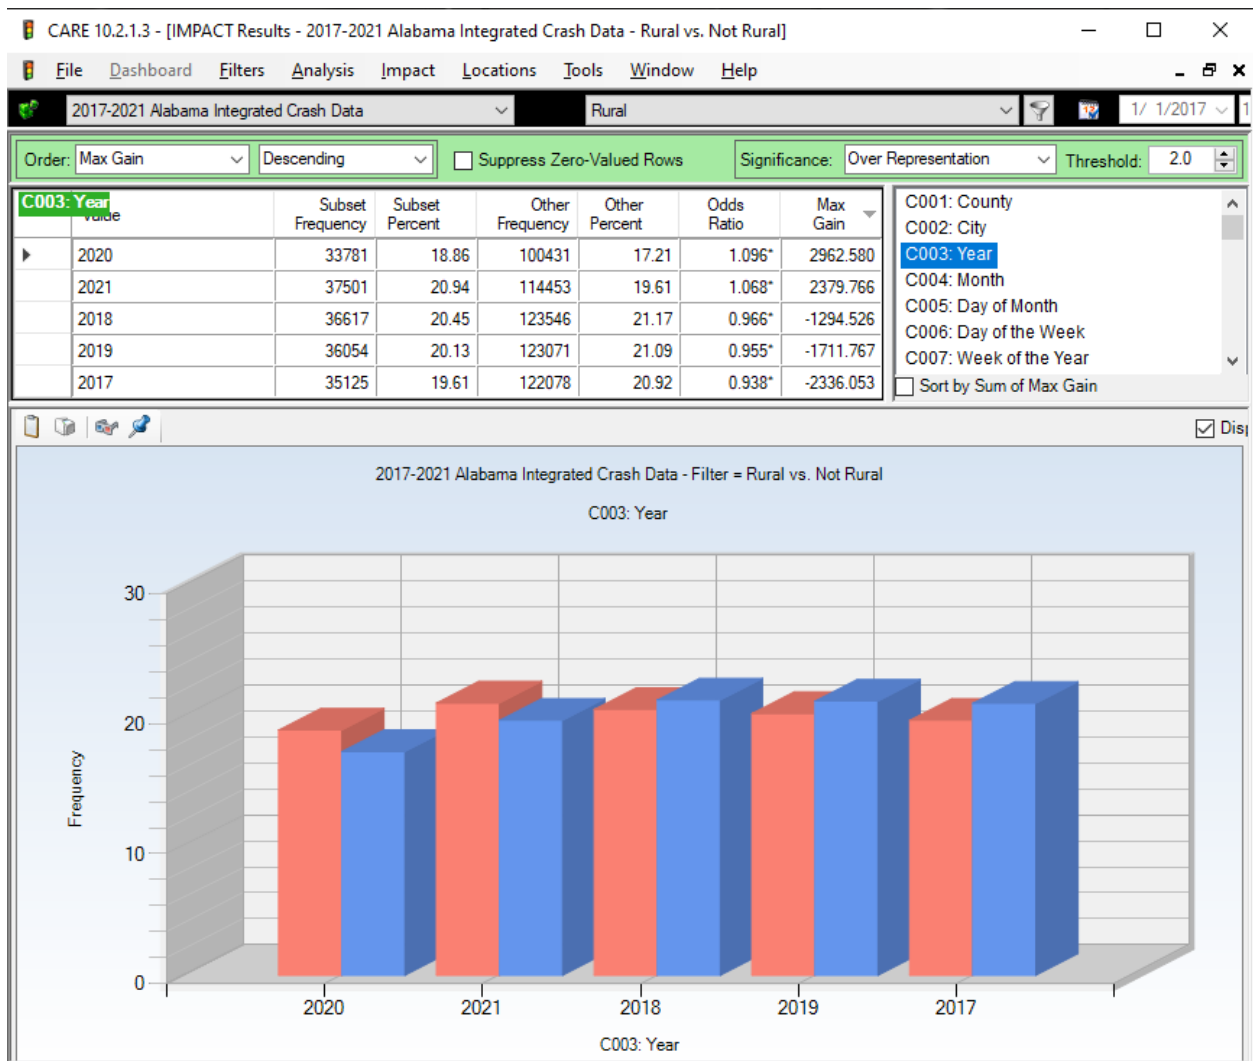 CARE 10.2.1.3 - [IMPACT Results - 2017-2021 Alabama Integrated Crash Data - Rural vs. Not Rural]
File Dashboard Filters Analysis Impact Locations Tools Window Help
2017-2021 Alabama Integrated Crash Data Rural 1/ 1/2017 1
Order: Max Gain Descending Suppress Zero-Valued Rows Significance: Over Representation Threshold: 2.0
C003: Year
Value Subset Frequency Subset Percent Other Frequency Other Percent Odds Ratio Max Gain
2020 33781 18.86 100431 17.21 1.096* 2962.580
2021 37501 20.94 114453 19.61 1.068* 2379.766
2018 36617 20.45 123546 21.17 0.966* -1294.526
2019 36054 20.13 123071 21.09 0.955* -1711.767
2017 35125 19.61 122078 20.92 0.938* -2336.053
C001: County
C002: City
C003: Year
C004: Month
C005: Day of Month
C006: Day of the Week
C007: Week of the Year
Sort by Sum of Max Gain
Disp
2017-2021 Alabama Integrated Crash Data - Filter = Rural vs. Not Rural
C003: Year
30
20
10
0
Frequency
2020 2021 2018 2019 2017
C003: Year